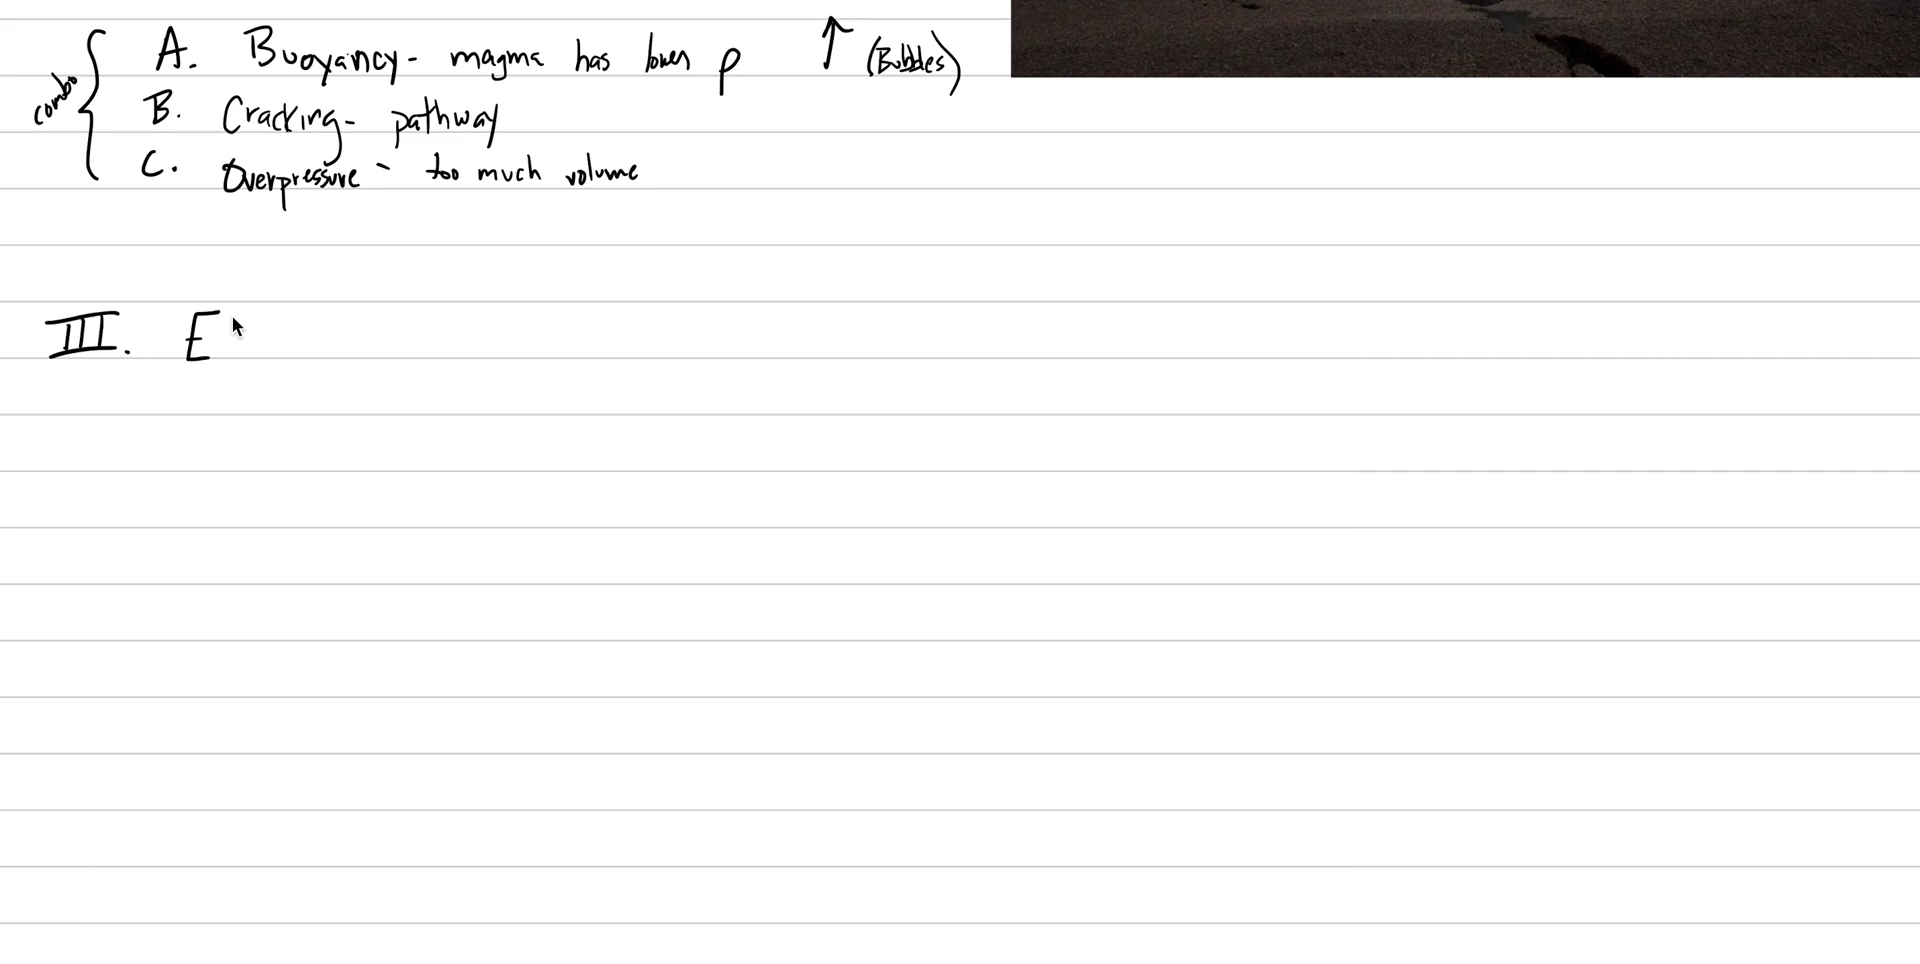 A. Buoyancy- magma has lower ρ ↑ (Bubbles)
combo
B. Cracking- pathway
C. Overpressure - too much volume
III. E